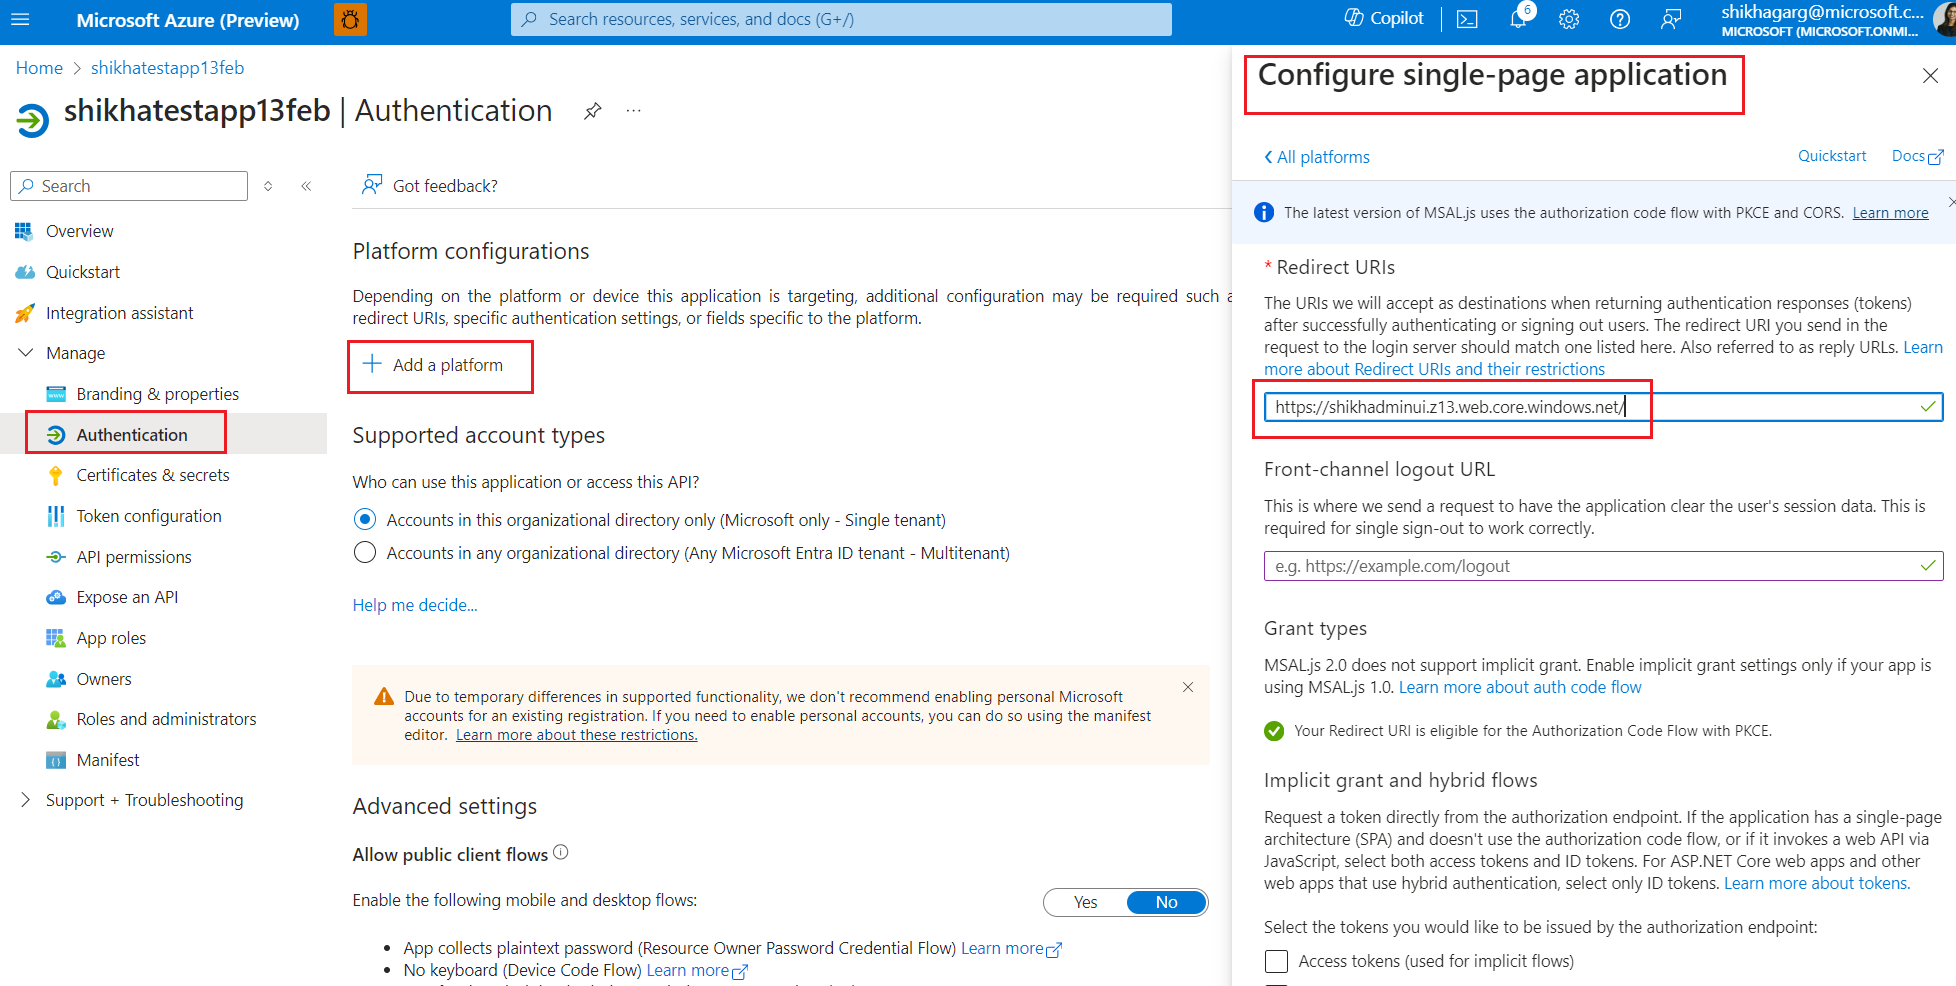 Microsoft Azure (Preview)
Search resources, services, and docs (G+/)
Copilot
6
shikhagarg@microsoft.c...
MICROSOFT (MICROSOFT.ONMI...
Home > shikhatestapp13feb
shikhatestapp13feb | Authentication
...
Search
Overview
Quickstart
Integration assistant
Manage
Branding & properties
Authentication
Certificates & secrets
Token configuration
API permissions
Expose an API
App roles
Owners
Roles and administrators
Manifest
Support + Troubleshooting
Got feedback?
Platform configurations
Depending on the platform or device this application is targeting, additional configuration may be required such
redirect URIs, specific authentication settings, or fields specific to the platform.
+ Add a platform
Supported account types
Who can use this application or access this API?
Accounts in this organizational directory only (Microsoft only - Single tenant)
Accounts in any organizational directory (Any Microsoft Entra ID tenant - Multitenant)
Help me decide...
Due to temporary differences in supported functionality, we don't recommend enabling personal Microsoft
accounts for an existing registration. If you need to enable personal accounts, you can do so using the manifest
editor. Learn more about these restrictions.
Advanced settings
Allow public client flows
Enable the following mobile and desktop flows:
Yes No
• App collects plaintext password (Resource Owner Password Credential Flow) Learn more
• No keyboard (Device Code Flow) Learn more
Configure single-page application
All platforms
Quickstart Docs
The latest version of MSAL.js uses the authorization code flow with PKCE and CORS. Learn more
* Redirect URIs
The URIs we will accept as destinations when returning authentication responses (tokens)
after successfully authenticating or signing out users. The redirect URI you send in the
request to the login server should match one listed here. Also referred to as reply URLs. Learn
more about Redirect URIs and their restrictions
https://shikhadminui.z13.web.core.windows.net/
Front-channel logout URL
This is where we send a request to have the application clear the user's session data. This is
required for single sign-out to work correctly.
e.g. https://example.com/logout
Grant types
MSAL.js 2.0 does not support implicit grant. Enable implicit grant settings only if your app is
using MSAL.js 1.0. Learn more about auth code flow
Your Redirect URI is eligible for the Authorization Code Flow with PKCE.
Implicit grant and hybrid flows
Request a token directly from the authorization endpoint. If the application has a single-page
architecture (SPA) and doesn't use the authorization code flow, or if it invokes a web API via
JavaScript, select both access tokens and ID tokens. For ASP.NET Core web apps and other
web apps that use hybrid authentication, select only ID tokens. Learn more about tokens.
Select the tokens you would like to be issued by the authorization endpoint:
Access tokens (used for implicit flows)